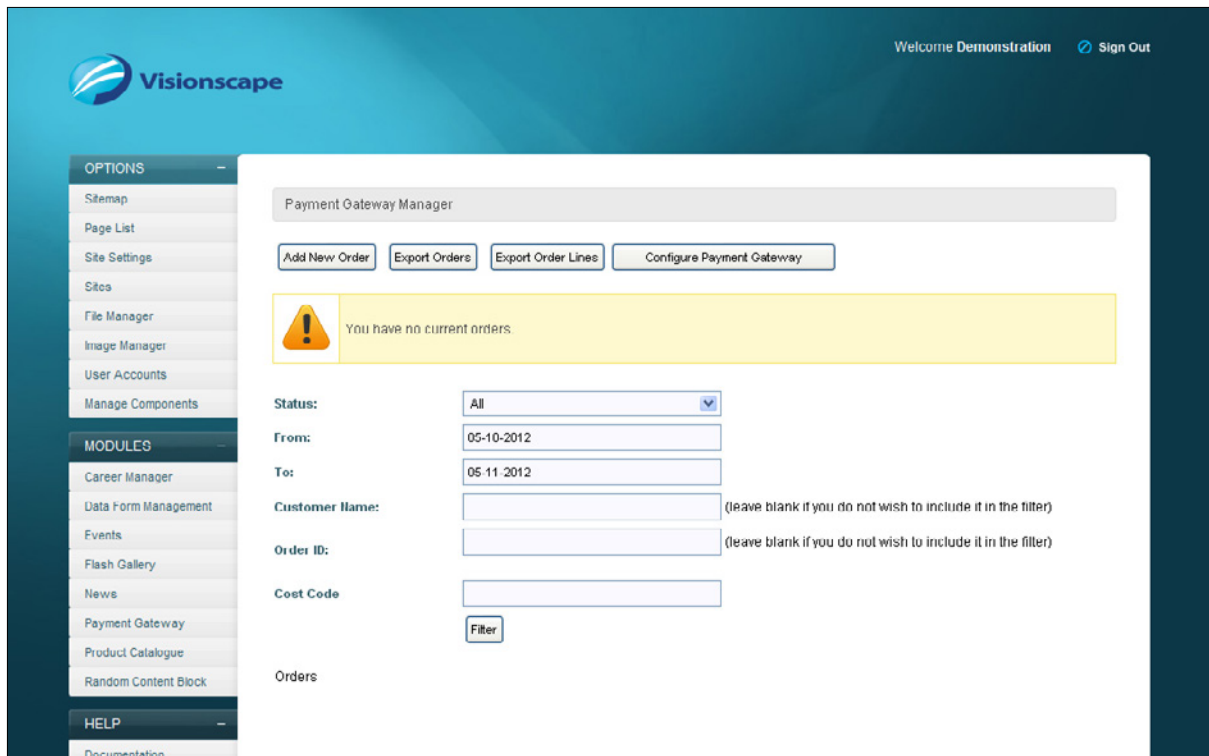 Welcome Demonstration Sign Out
Visionscape
OPTIONS –
Sitemap
Page List
Site Settings
Sites
File Manager
Image Manager
User Accounts
Manage Components
MODULES –
Career Manager
Data Form Management
Events
Flash Gallery
News
Payment Gateway
Product Catalogue
Random Content Block
HELP –
Documentation
Payment Gateway Manager
Add New Order Export Orders Export Order Lines Configure Payment Gateway
You have no current orders.
Status: All
From: 05-10-2012
To: 05-11-2012
Customer Name: (leave blank if you do not wish to include it in the filter)
Order ID: (leave blank if you do not wish to include it in the filter)
Cost Code
Filter
Orders